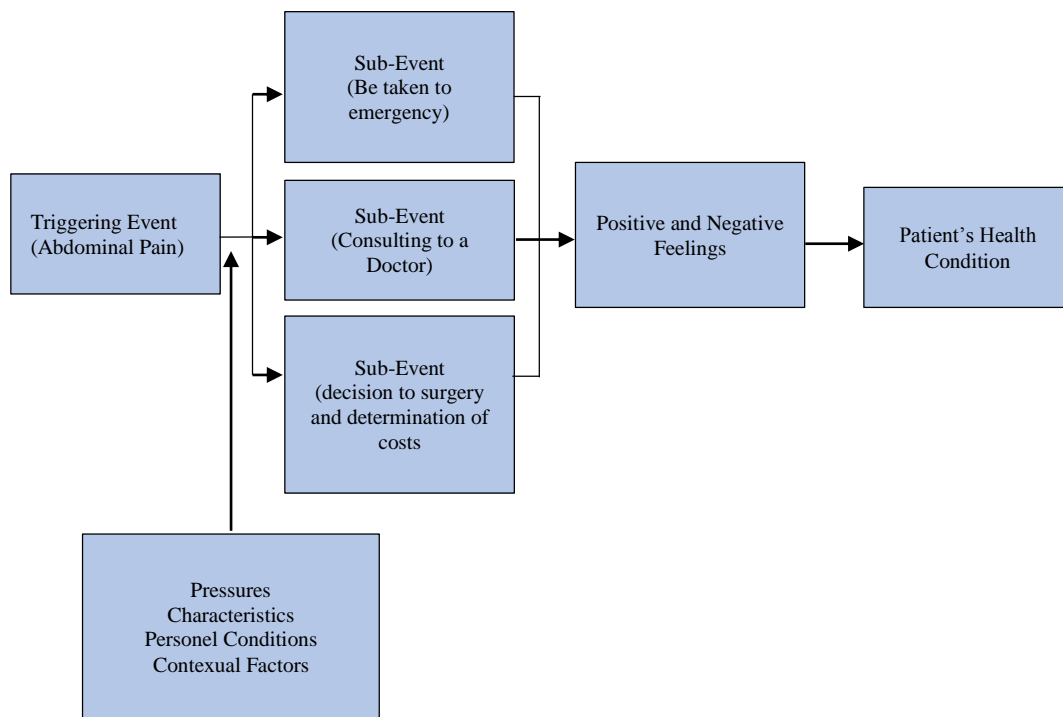 Sub-Event
(Be taken to
emergency)
Triggering Event
(Abdominal Pain)
Sub-Event
(Consulting to a
Doctor)
Positive and Negative
Feelings
Patient’s Health
Condition
Sub-Event
(decision to surgery
and determination of
costs
Pressures
Characteristics
Personel Conditions
Contexual Factors